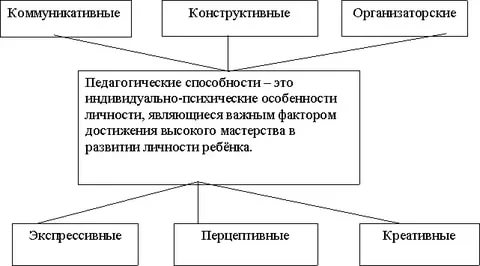 Коммуникативные
Конструктивные
Организаторские
Педагогические способности – это
индивидуально-психические особенности
личности, являющиеся важным фактором
достижения высокого мастерства в
развитии личности ребёнка.
Экспрессивные
Перцептивные
Креативные